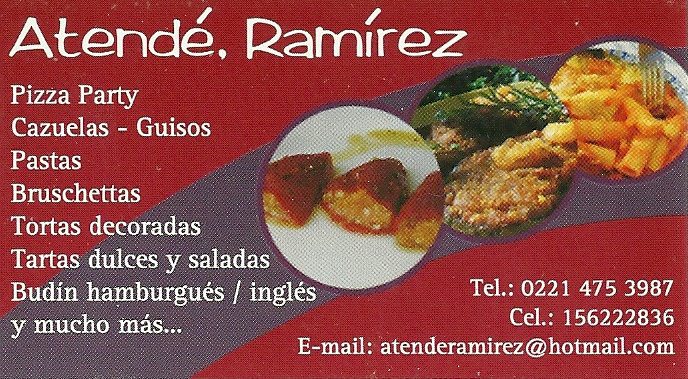 Atendé, Ramírez
Pizza Party
Cazuelas - Guisos
Pastas
Bruschettas
Tortas decoradas
Tartas dulces y saladas
Budín hamburgués / inglés
y mucho más...
Tel.: 0221 475 3987
Cel.: 156222836
E-mail: atenderamirez@hotmail.com